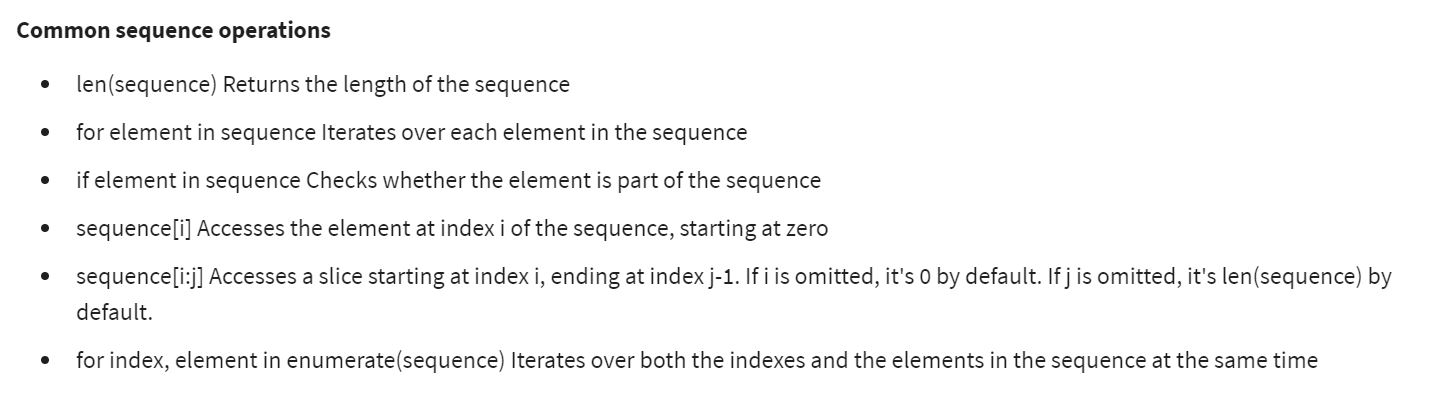 Common sequence operations
len(sequence) Returns the length of the sequence
for element in sequence Iterates over each element in the sequence
if element in sequence Checks whether the element is part of the sequence
sequence[i] Accesses the element at index i of the sequence, starting at zero
sequence[i:j] Accesses a slice starting at index i, ending at index j-1. If i is omitted, it's 0 by default. If j is omitted, it's len(sequence) by
default.
for index, element in enumerate(sequence) Iterates over both the indexes and the elements in the sequence at the same time